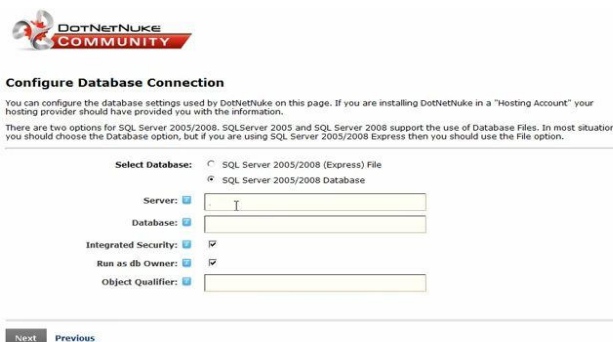 DOTNETNUKE
COMMUNITY
Configure Database Connection
You can configure the database settings used by DotNetNuke on this page. If you are installing DotNetNuke in a "Hosting Account" your
hosting provider should have provided you with the information.
There are two options for SQL Server 2005/2008. SQLServer 2005 and SQL Server 2008 support the use of Database Files. In most situation
you should choose the Database option, but if you are using SQL Server 2005/2008 Express then you should use the File option.
Select Database: SQL Server 2005/2008 (Express) File
SQL Server 2005/2008 Database
Server: ? .
Database: ?
Integrated Security: ?
Run as db Owner: ?
Object Qualifier: ?
Next Previous